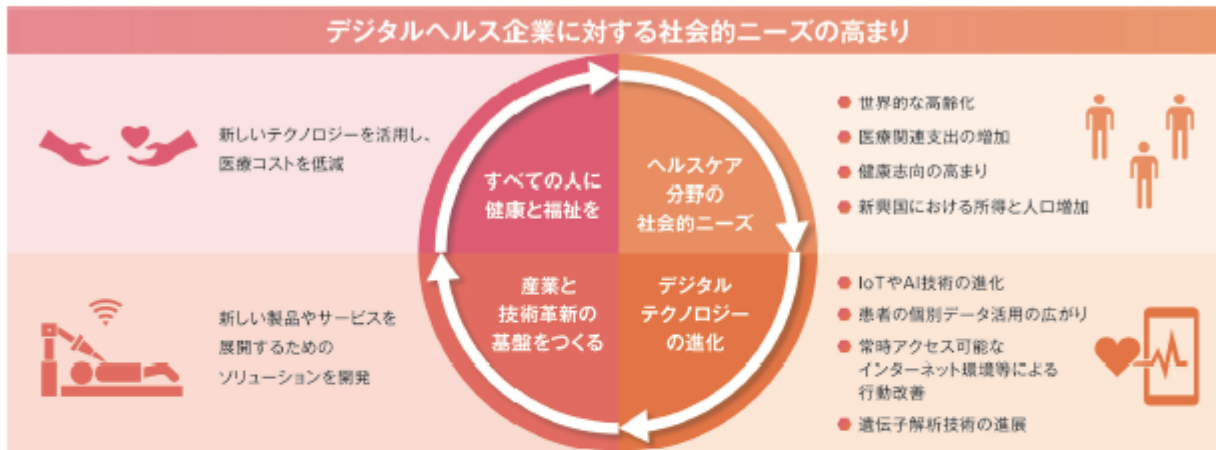 デジタルヘルス企業に対する社会的ニーズの高まり
新しいテクノロジーを活用し、
医療コストを低減
すべての人に
健康と福祉を
ヘルスケア
分野の
社会的ニーズ
世界的な高齢化
医療関連支出の増加
健康志向の高まり
新興国における所得と人口増加
新しい製品やサービスを
展開するための
ソリューションを開発
産業と
技術革新の
基盤をつくる
デジタル
テクノロジー
の進化
IoTやAI技術の進化
患者の個別データ活用の広がり
常時アクセス可能な
インターネット環境等による
行動改善
遺伝子解析技術の進展